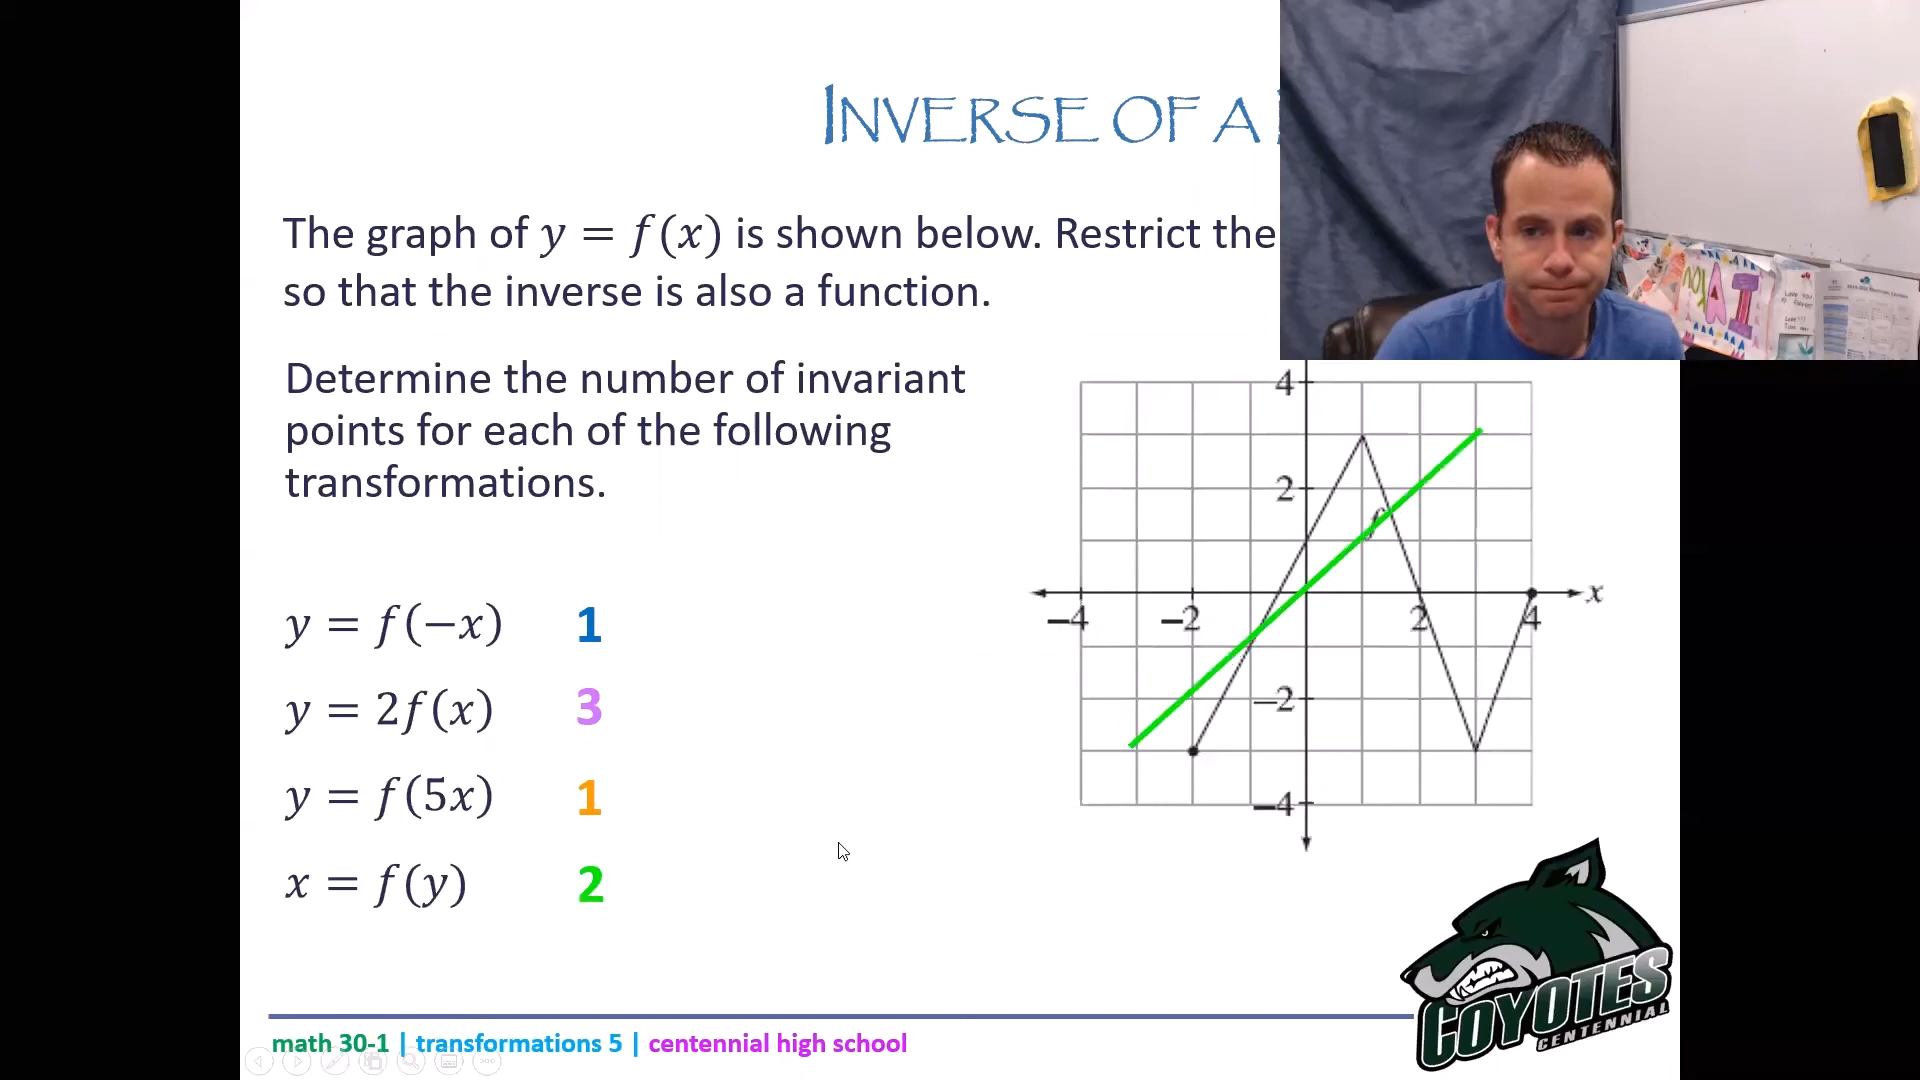 INVERSE OF A
The graph of y = f(x) is shown below. Restrict the
so that the inverse is also a function.
Determine the number of invariant
points for each of the following
transformations.
y = f(−x) 1
y = 2f(x) 3
y = f(5x) 1
x = f(y) 2
4
2
f
−4 −2 2 4 x
−2
−4
COYOTES
CENTENNIAL
math 30-1 | transformations 5 | centennial high school